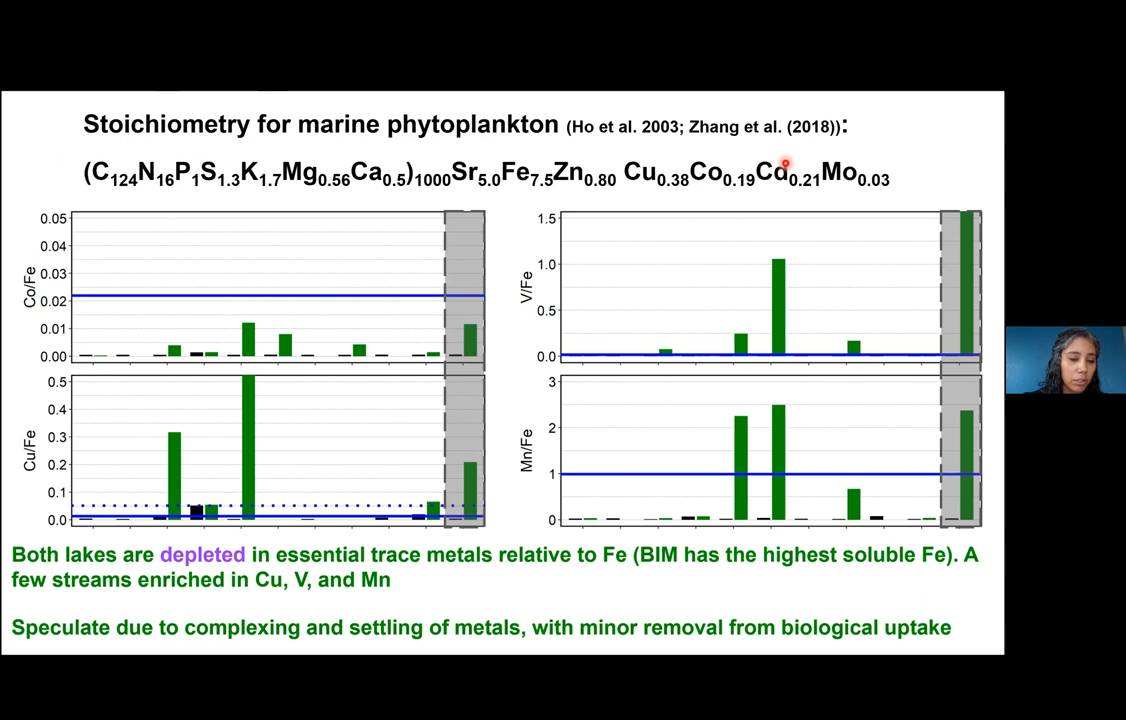 Stoichiometry for marine phytoplankton (Ho et al. 2003; Zhang et al. (2018)):
(C124N16P1S1.3K1.7Mg0.56Ca0.5)1000Sr5.0Fe7.5Zn0.80 Cu0.38Co0.19Cd0.21Mo0.03
Co/Fe
0.05
0.04
0.03
0.02
0.01
0.00
V/Fe
1.5
1.0
0.5
0.0
Cu/Fe
0.5
0.4
0.3
0.2
0.1
0.0
Mn/Fe
3
2
1
0
Both lakes are depleted in essential trace metals relative to Fe (BIM has the highest soluble Fe). A
few streams enriched in Cu, V, and Mn
Speculate due to complexing and settling of metals, with minor removal from biological uptake